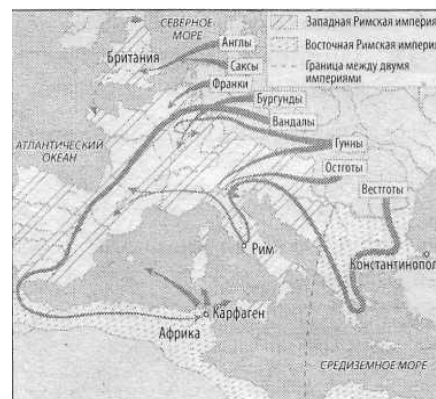 СЕВЕРНОЕ
МОРЕ
Англы
Британия
Саксы
Франки
Бургунды
Вандалы
АТЛАНТИЧЕСКИЙ
ОКЕАН
Гунны
Остготы
Вестготы
Рим
Константинопол
Карфаген
Африка
СРЕДИЗЕМНОЕ МОРЕ
Западная Римская империя
Восточная Римская импери
Граница между двумя
империями